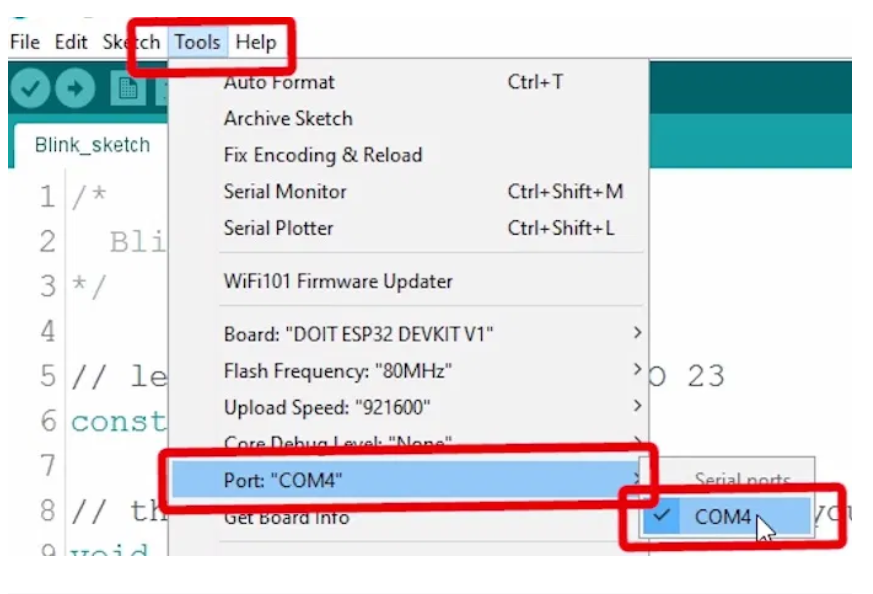 File Edit Sketch Tools Help
Auto Format Ctrl+T
Archive Sketch
Blink_sketch
Fix Encoding & Reload
1 /*
Serial Monitor Ctrl+Shift+M
2 Bli
Serial Plotter Ctrl+Shift+L
3 */
WiFi101 Firmware Updater
4
Board: "DOIT ESP32 DEVKIT V1"
5 // le
Flash Frequency: "80MHz"
O 23
Upload Speed: "921600"
6 const
Core Debug Level: "None"
7
Port: "COM4"
Serial ports
8 // th
Get Board Info
COM4
you
9 void